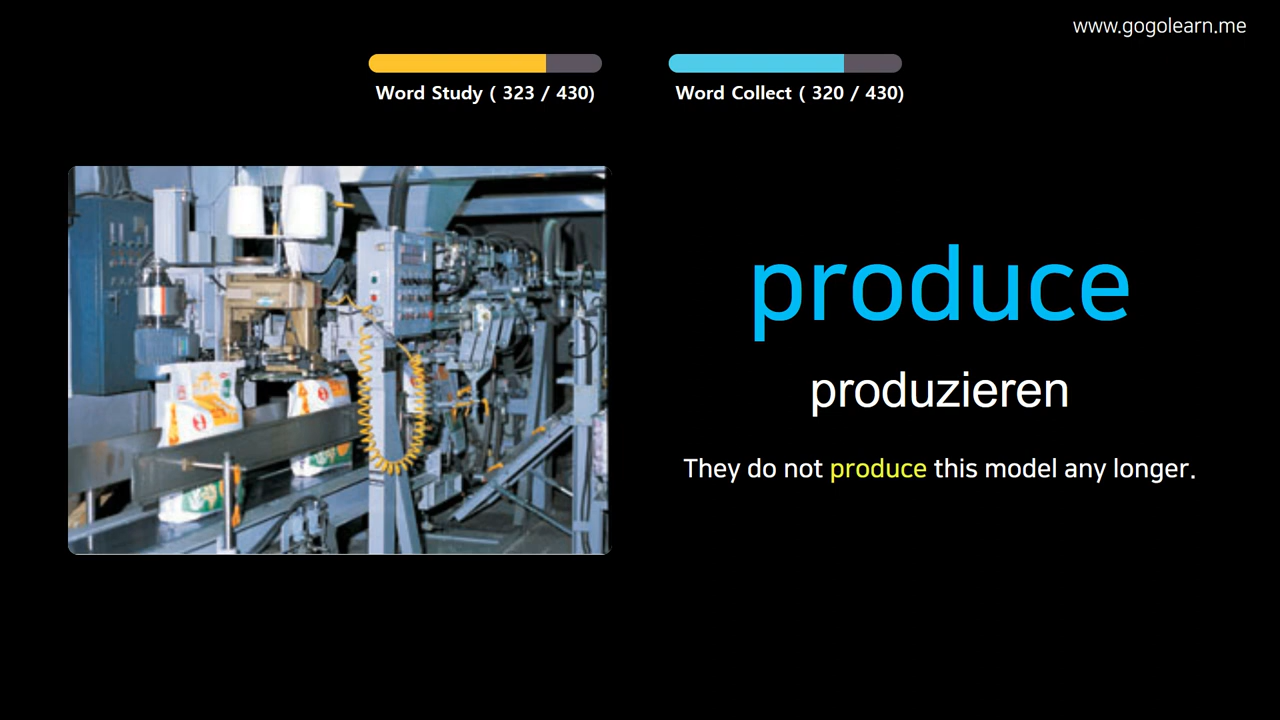 www.gogolearn.me
Word Study ( 323 / 430)
Word Collect ( 320 / 430)
produce
produzieren
They do not produce this model any longer.